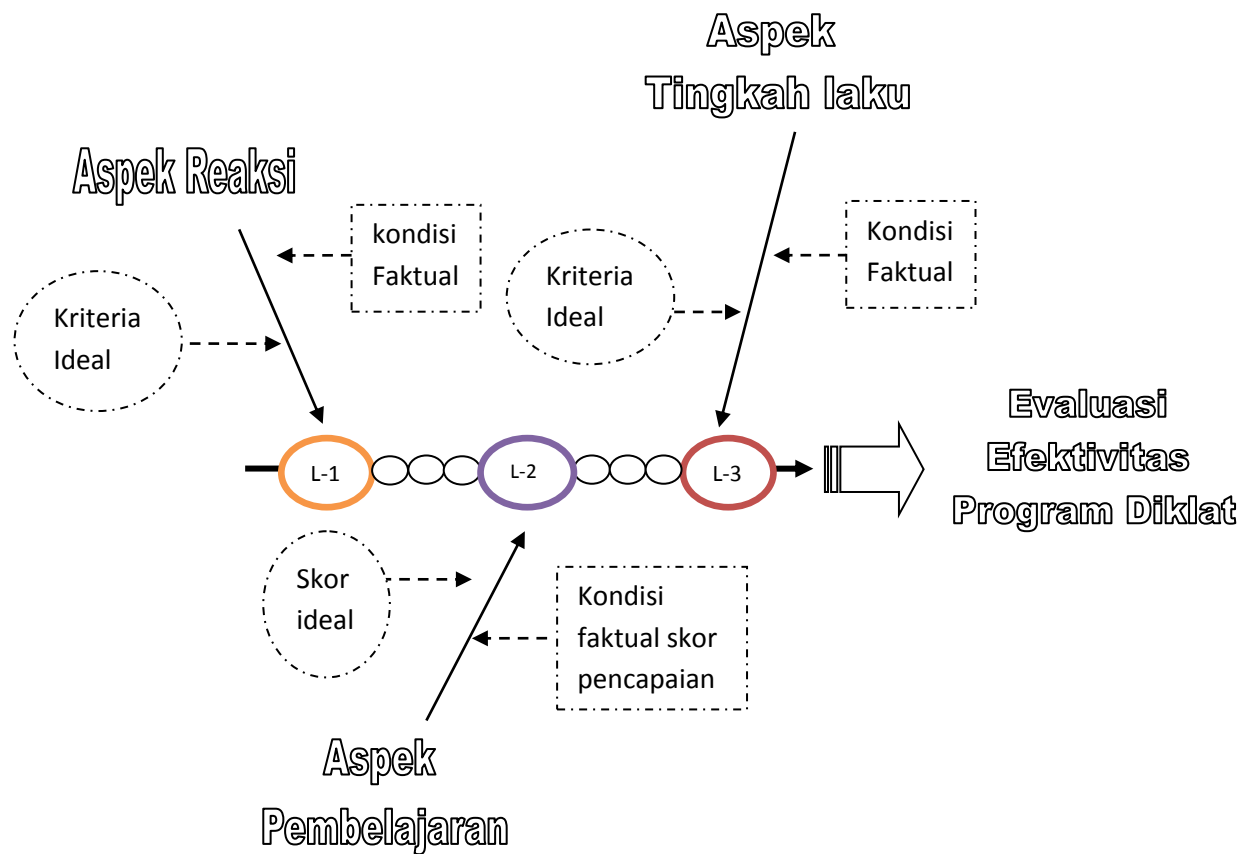 Aspek
Tingkah laku
Aspek Reaksi
kondisi
Faktual
Kondisi
Faktual
Kriteria
Ideal
Kriteria
Ideal
L-1
L-2
L-3
Evaluasi
Efektivitas
Program Diklat
Skor
ideal
Kondisi
faktual skor
pencapaian
Aspek
Pembelajaran